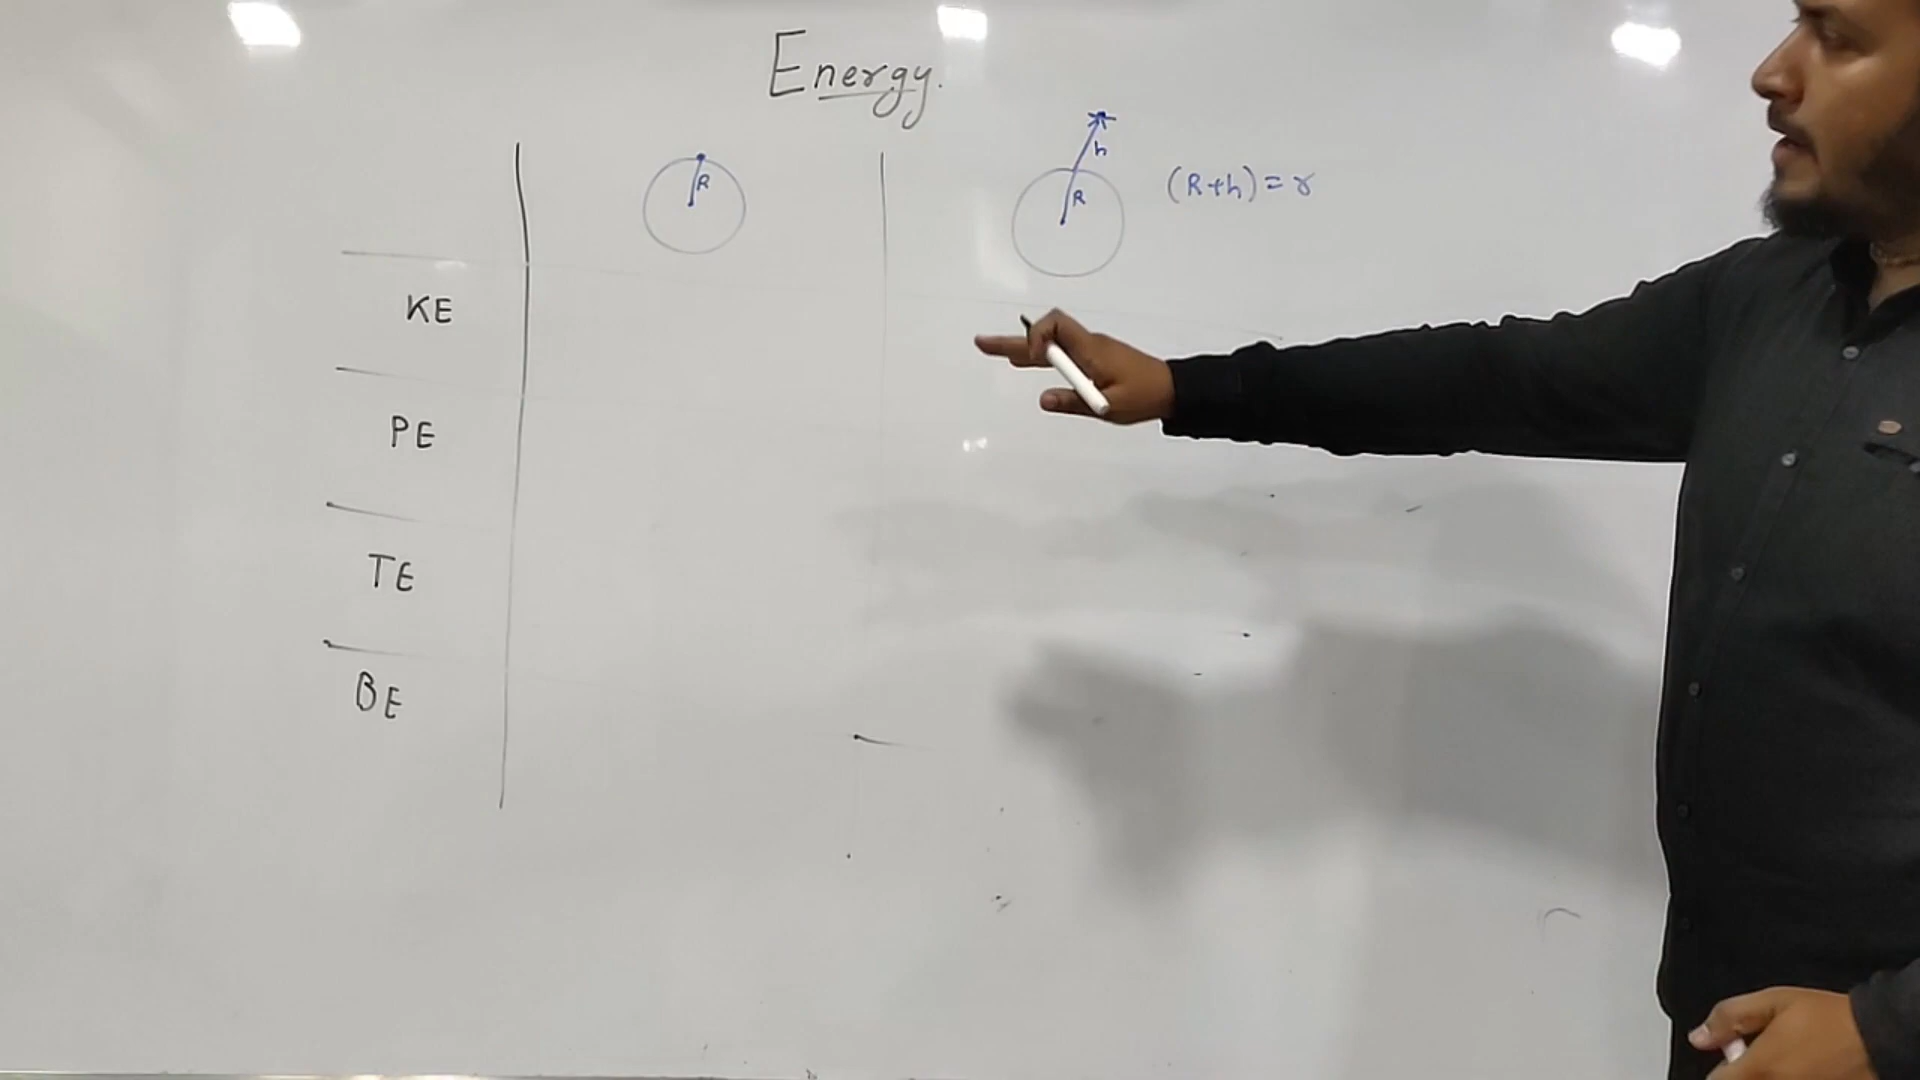 Energy.
R
h
R
(R+h) = r
KE
PE
TE
BE